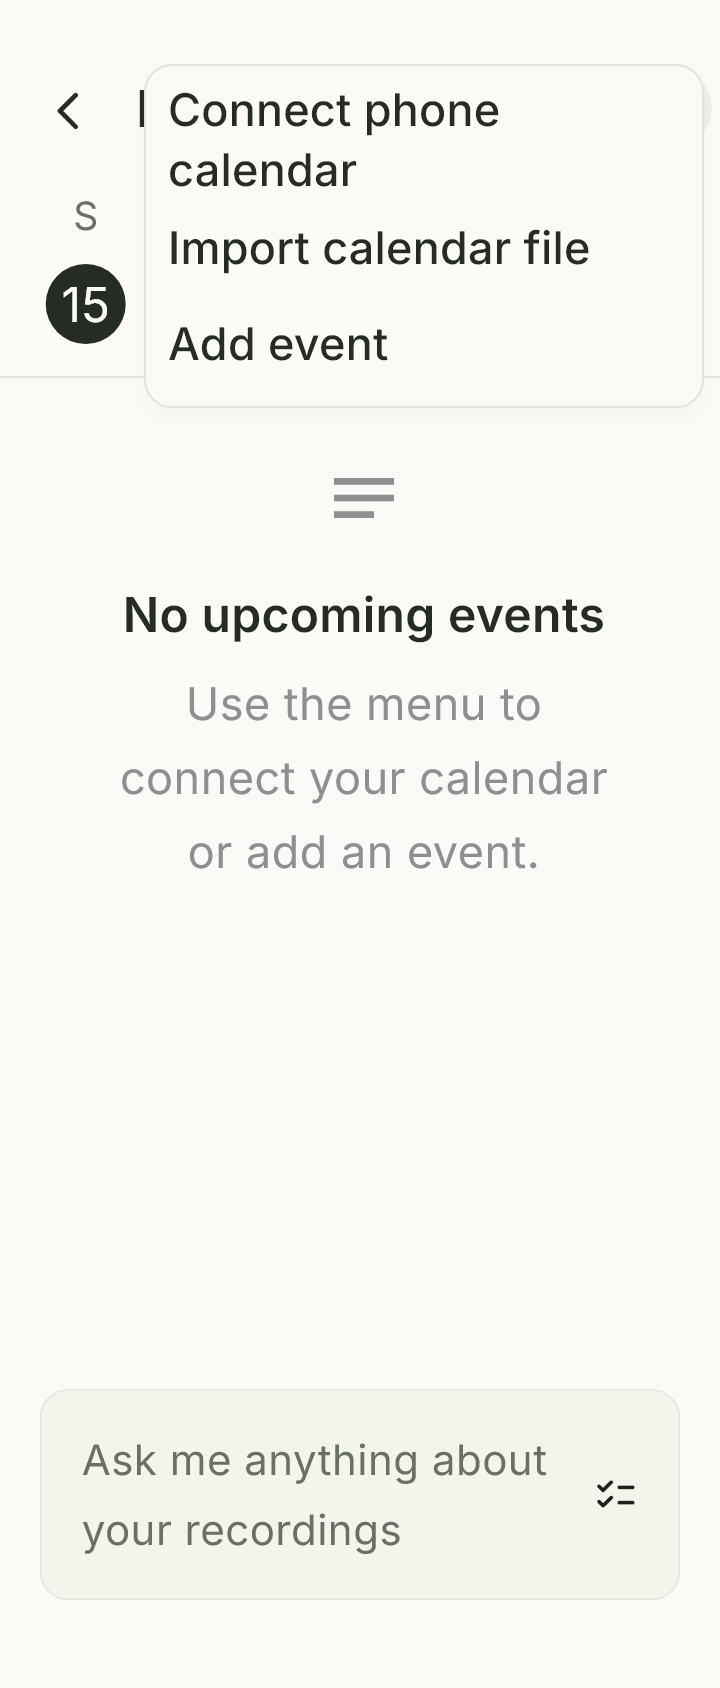 Connect phone
calendar
S
Import calendar file
15
Add event
No upcoming events
Use the menu to
connect your calendar
or add an event.
Ask me anything about
your recordings